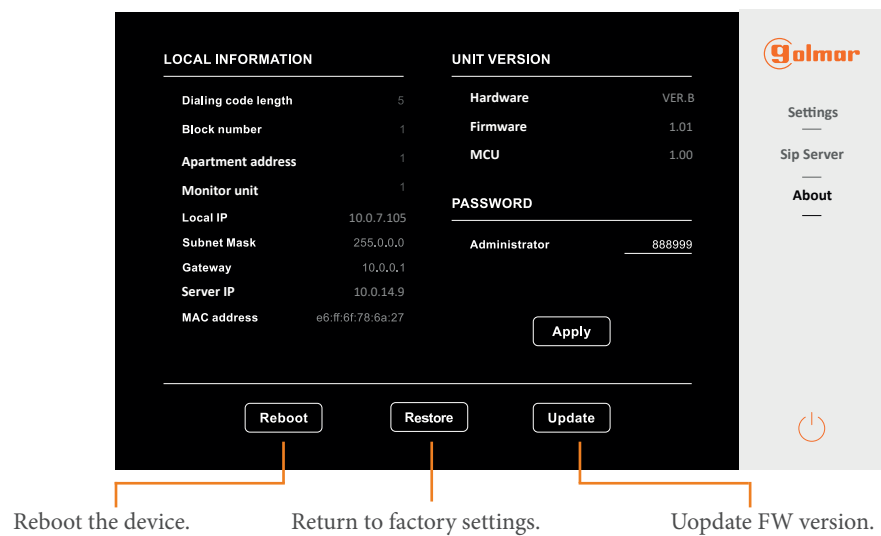 LOCAL INFORMATION
Dialing code length 5
Block number 1
Apartment address 1
Monitor unit 1
Local IP 10.0.7.105
Subnet Mask 255.0.0.0
Gateway 10.0.0.1
Server IP 10.0.14.9
MAC address e6:ff:6f:78:6a:27
UNIT VERSION
Hardware VER.B
Firmware 1.01
MCU 1.00
PASSWORD
Administrator 888999
Apply
Reboot
Restore
Update
golmar
Settings
Sip Server
About
Reboot the device.
Return to factory settings.
Uopdate FW version.